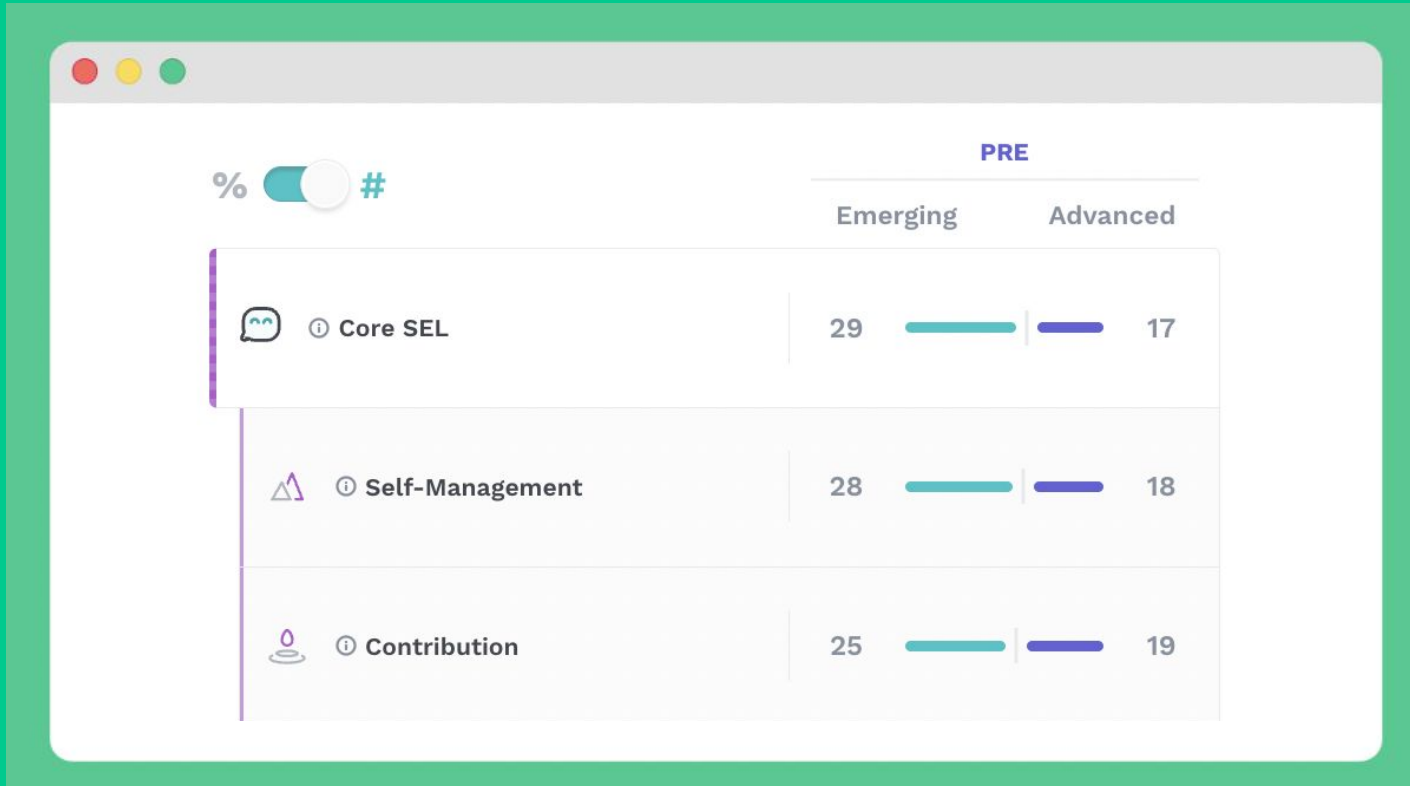 PRE
% #
Emerging Advanced
Core SEL 29 17
Self-Management 28 18
Contribution 25 19